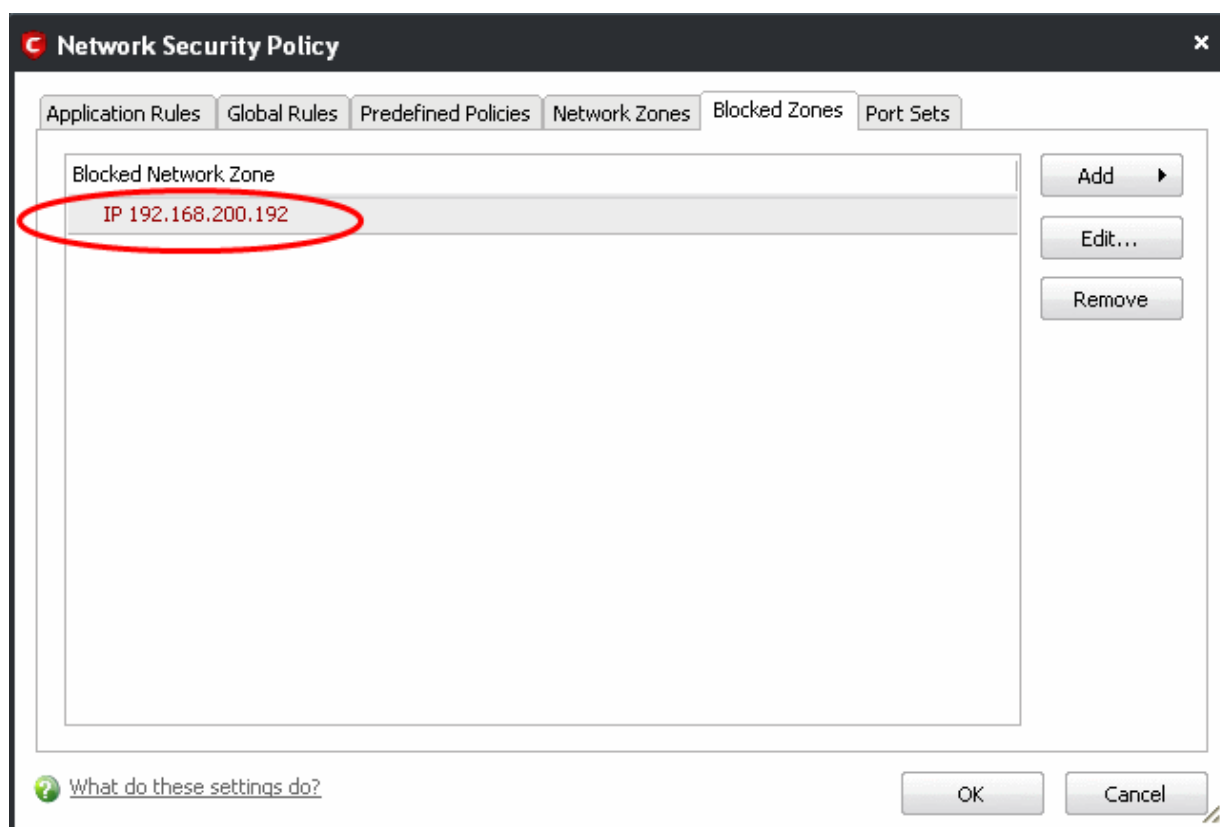 Network Security Policy
Application Rules Global Rules Predefined Policies Network Zones Blocked Zones Port Sets
Blocked Network Zone
IP 192.168.200.192
Add
Edit...
Remove
What do these settings do?
OK Cancel